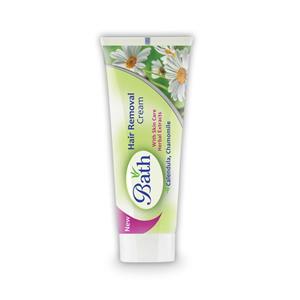 Hair Removal
Cream
With Skin Care
Herbal Extracts
Bath
Calendula, Chamomile
New